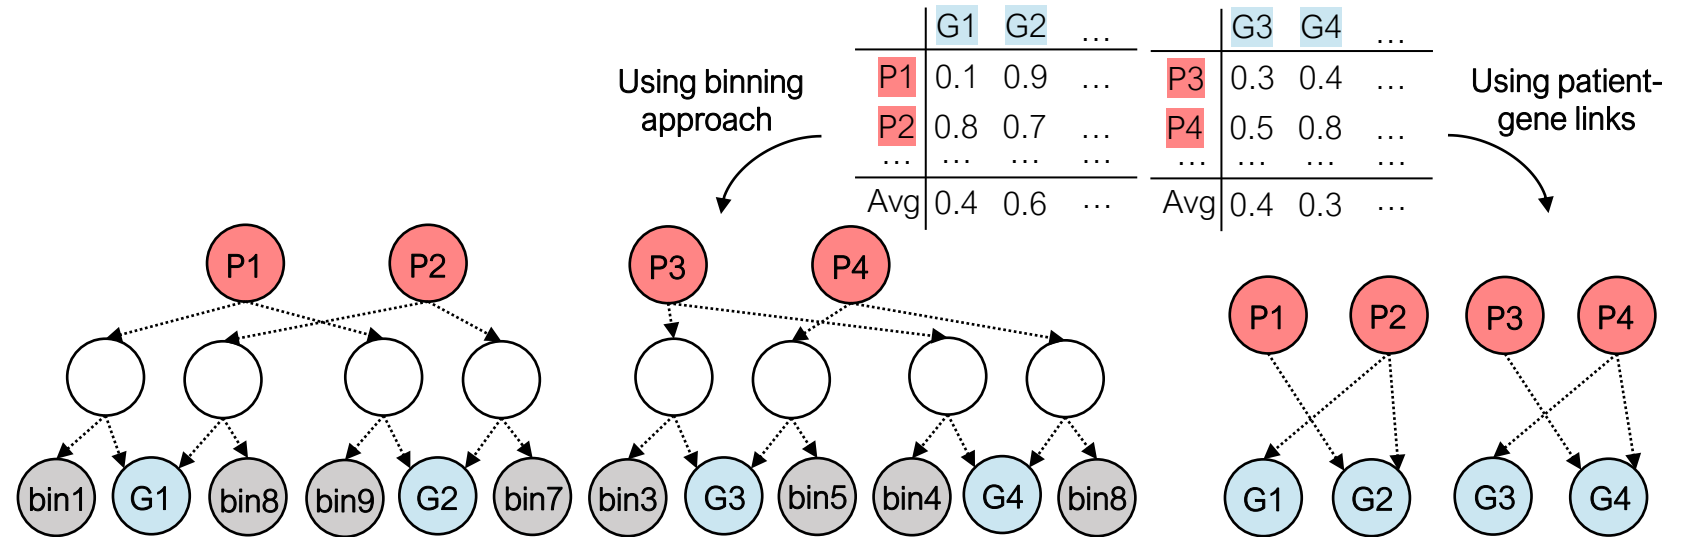 G1 G2 ... G3 G4 ...
Using binning
approach
P1 0.1 0.9 ... P3 0.3 0.4 ...
P2 0.8 0.7 ... P4 0.5 0.8 ...
... ... ... ... ... ... ... ...
Avg 0.4 0.6 ... Avg 0.4 0.3 ...
Using patient-
gene links
P1 P2 P3 P4
bin1 G1 bin8 bin9 G2 bin7 bin3 G3 bin5 bin4 G4 bin8
P1 P2 P3 P4
G1 G2 G3 G4